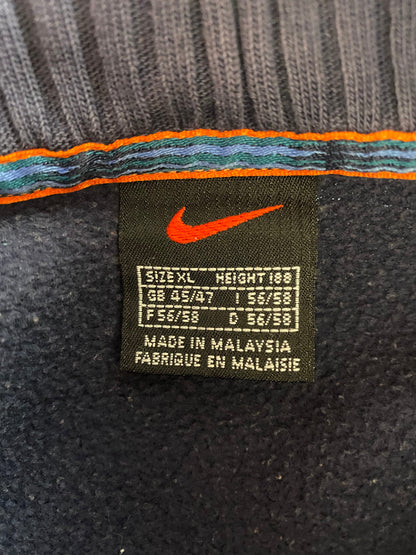 SIZE XL HEIGHT 188
GB 45/47 I 56/58
F 56/58 D 56/58
MADE IN MALAYSIA
FABRIQUE EN MALAISIE